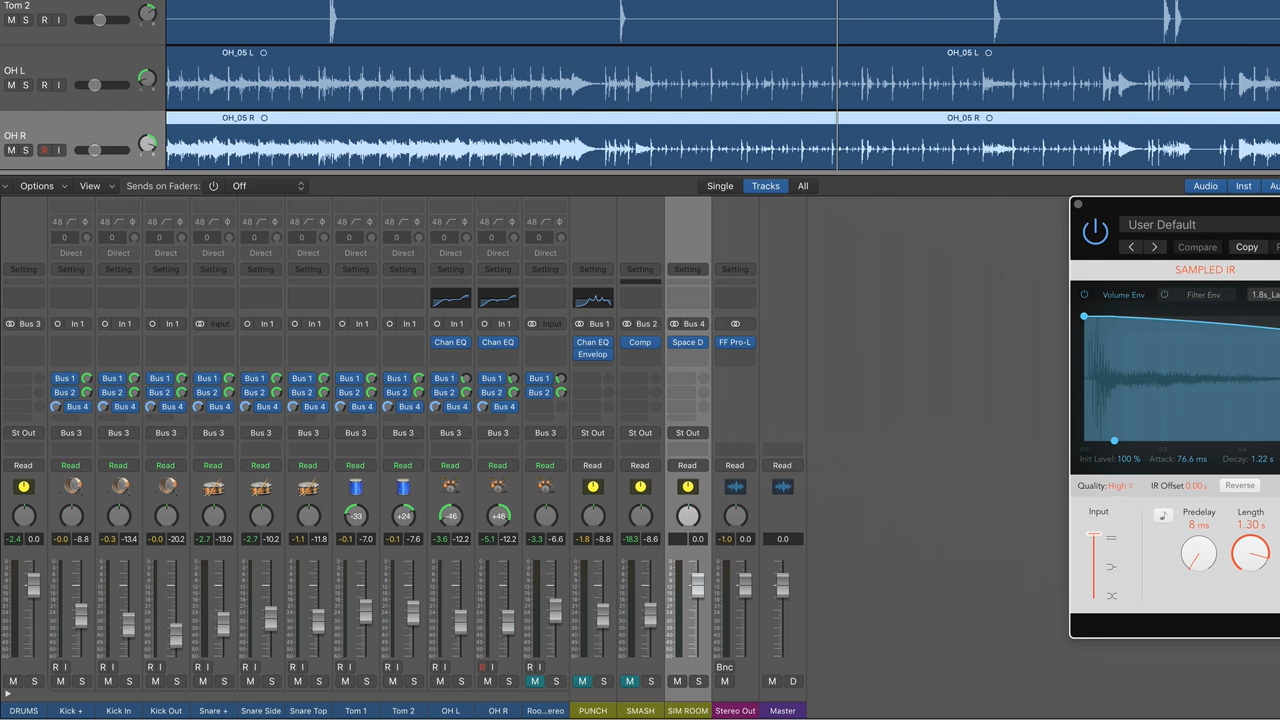 Tom 2
M S R I
OH_05 L OH_05 L
OH L
M S R I
OH_05 R OH_05 R
OH R
M S R I
Options View Sends on Faders: Off Single Tracks All Audio Inst Au
User Default
Compare Copy
SAMPLED IR
Volume Env Filter Env 1.8s_La
Init Level: 100 % Attack: 76.6 ms Decay: 1.22 s
Quality: High IR Offset 0.00 s Reverse
Input Predelay Length
8 ms 1.30 s
48 48 48 48 48 48 48 48 48 48 48
0 0 0 0 0 0 0 0 0 0 0
Direct Direct Direct Direct Direct Direct Direct Direct Direct Direct Direct
Setting Setting Setting Setting Setting Setting Setting Setting Setting Setting Setting Setting Setting Setting Setting Setting
Bus 3 In 1 In 1 In 1 Input In 1 In 1 In 1 In 1 In 1 In 1 Input Bus 1 Bus 2 Bus 4
Chan EQ Chan EQ Chan EQ Comp Space D FF Pro-L
Envelop
Bus 1 Bus 1 Bus 1 Bus 1 Bus 1 Bus 1 Bus 1 Bus 1 Bus 1 Bus 1 Bus 1
Bus 2 Bus 2 Bus 2 Bus 2 Bus 2 Bus 2 Bus 2 Bus 2 Bus 2 Bus 2 Bus 2
Bus 4 Bus 4 Bus 4 Bus 4 Bus 4 Bus 4 Bus 4 Bus 4 Bus 4 Bus 4
St Out Bus 3 Bus 3 Bus 3 Bus 3 Bus 3 Bus 3 Bus 3 Bus 3 Bus 3 Bus 3 Bus 3 St Out St Out St Out
Read Read Read Read Read Read Read Read Read Read Read Read Read Read Read Read Read
-33 +24 -46 +46
-2.4 0.0 -0.0 -8.8 -0.3 -13.4 -0.0 -20.2 -2.7 -13.0 -2.7 -10.2 -1.1 -11.8 -0.1 -7.0 -0.1 -7.6 -3.6 -12.2 -5.1 -12.2 -3.3 -6.6 -1.8 -8.8 -18.3 -8.6 0.0 -1.0 0.0 0.0
R I R I R I R I R I R I R I R I R I R I R I Bnc
M S M S M S M S M S M S M S M S M S M S M S M S M S M S M S M M D
DRUMS Kick + Kick In Kick Out Snare + Snare Side Snare Top Tom 1 Tom 2 OH L OH R Roo...ereo PUNCH SMASH SIM ROOM Stereo Out Master